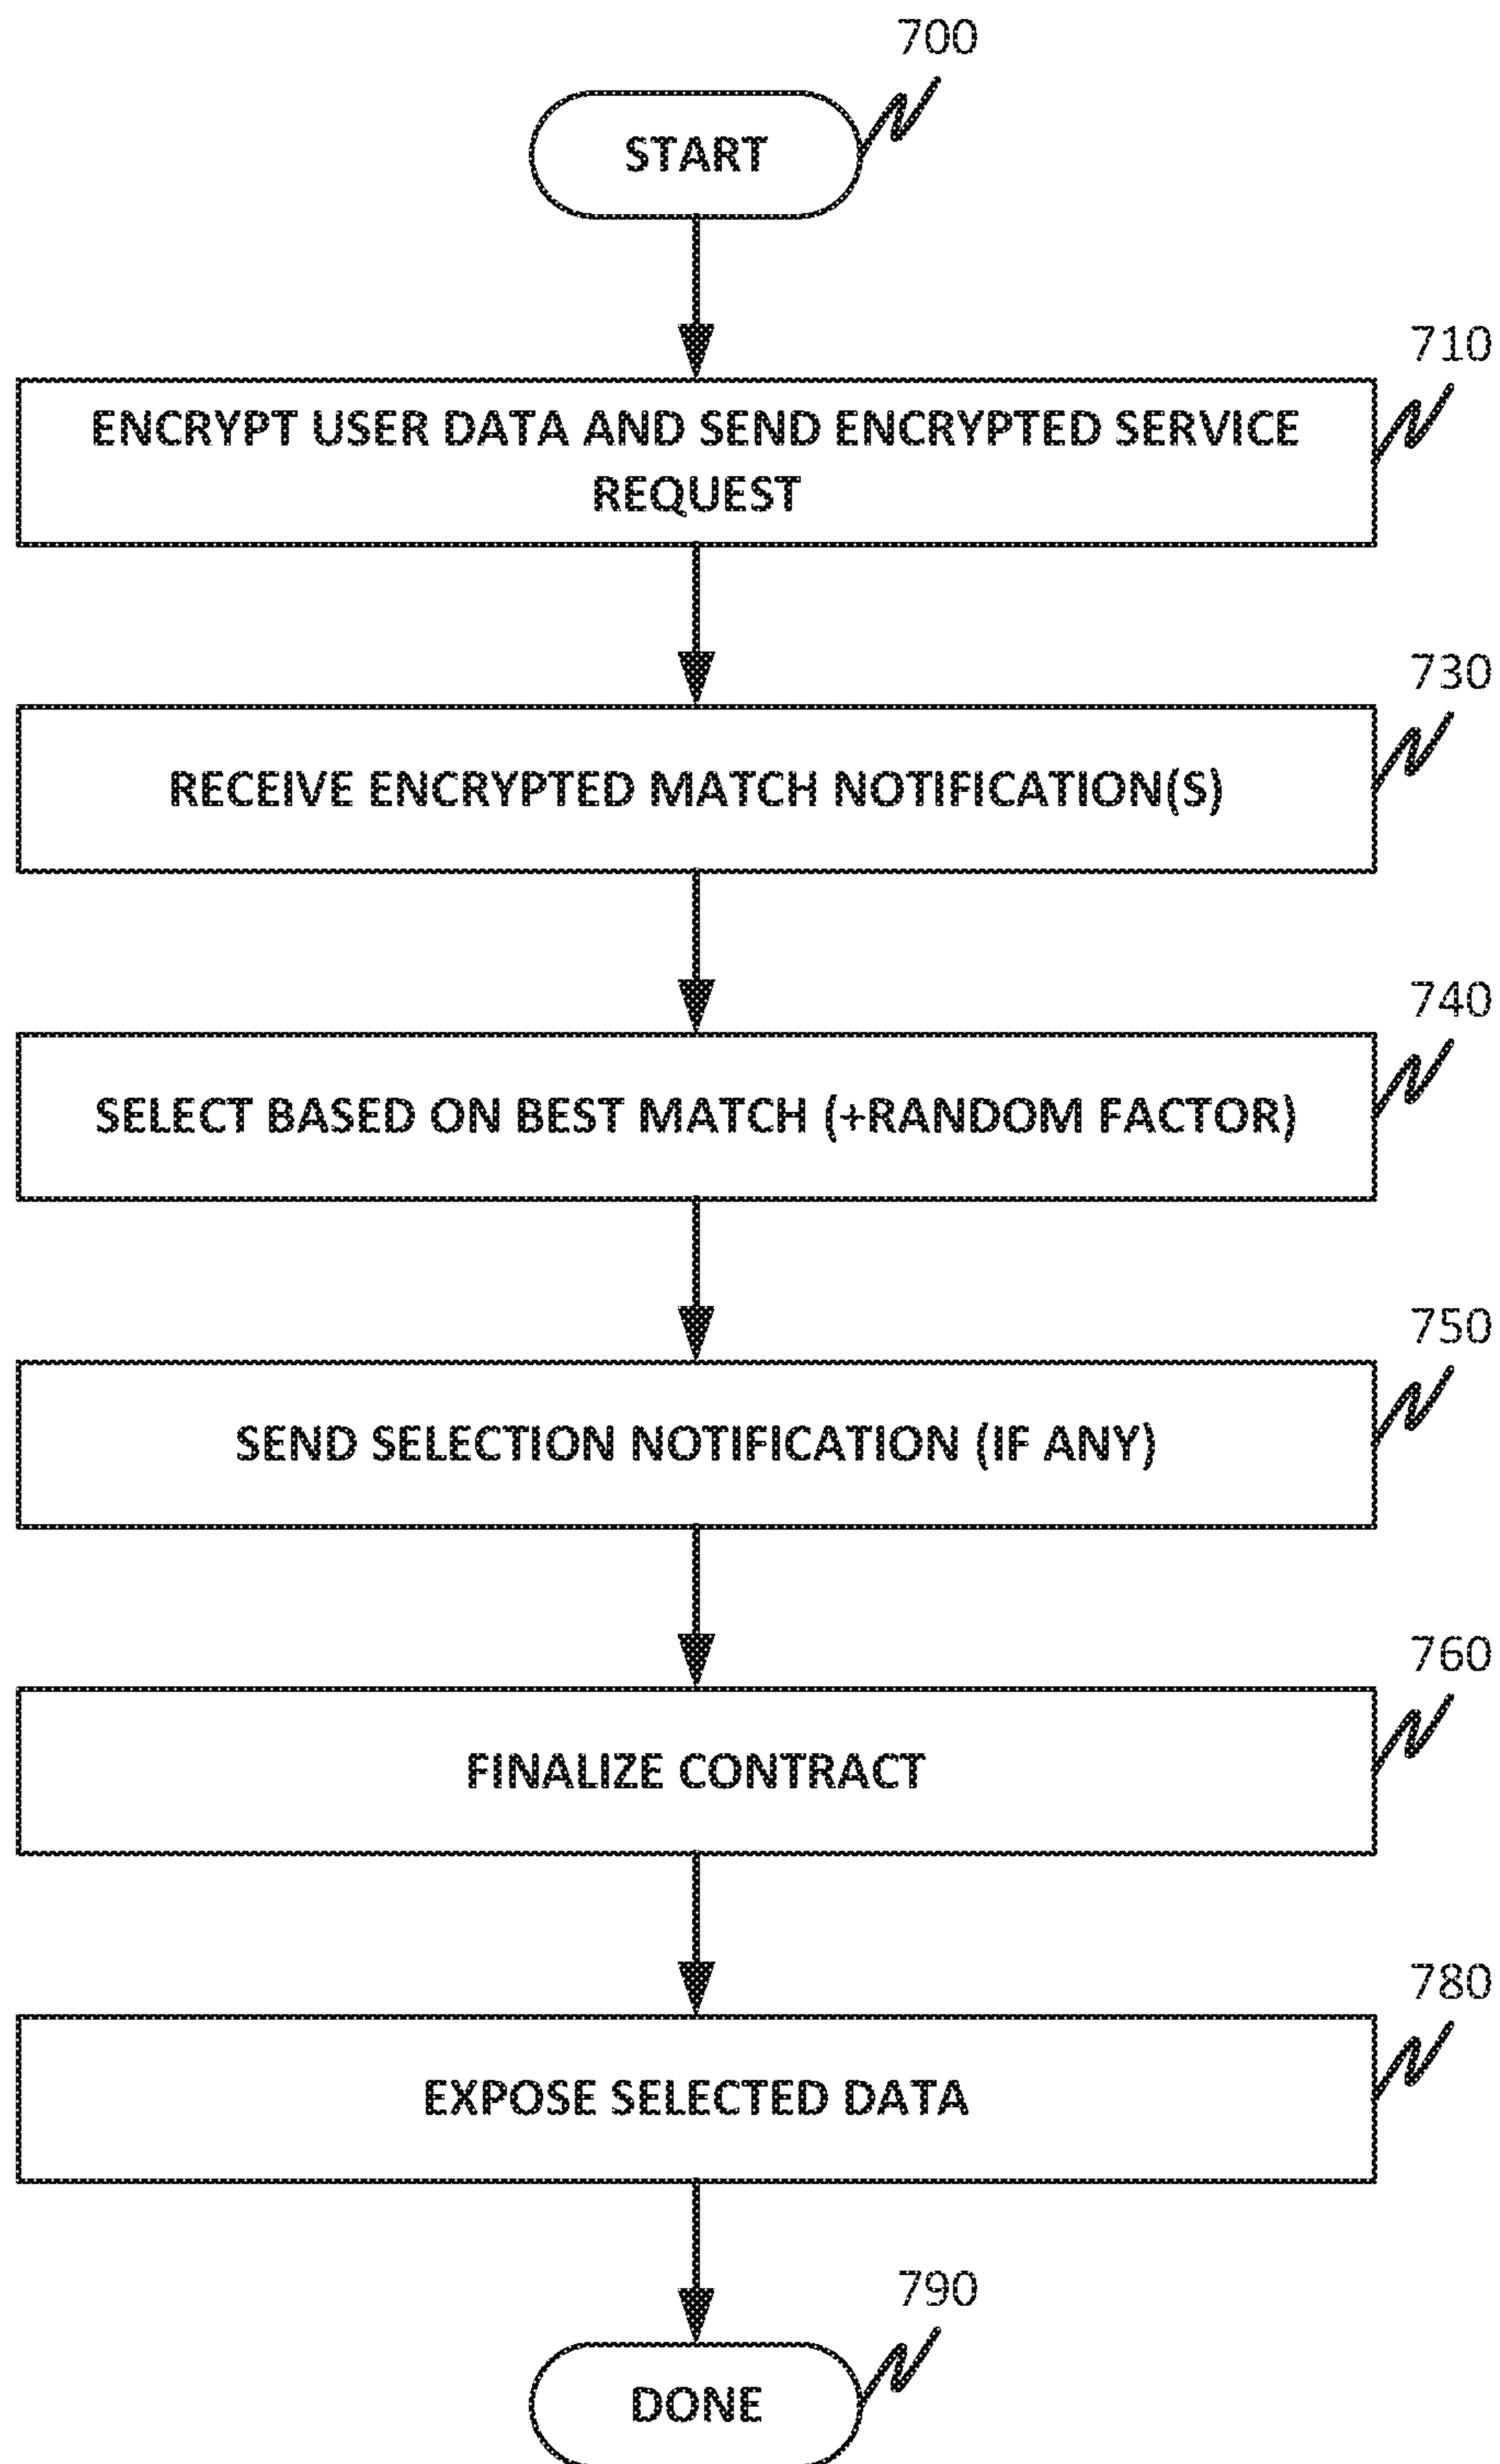 700
START
710
ENCRYPT USER DATA AND SEND ENCRYPTED SERVICE
REQUEST
730
RECEIVE ENCRYPTED MATCH NOTIFICATION(S)
740
SELECT BASED ON BEST MATCH (+RANDOM FACTOR)
750
SEND SELECTION NOTIFICATION (IF ANY)
760
FINALIZE CONTRACT
780
EXPOSE SELECTED DATA
790
DONE